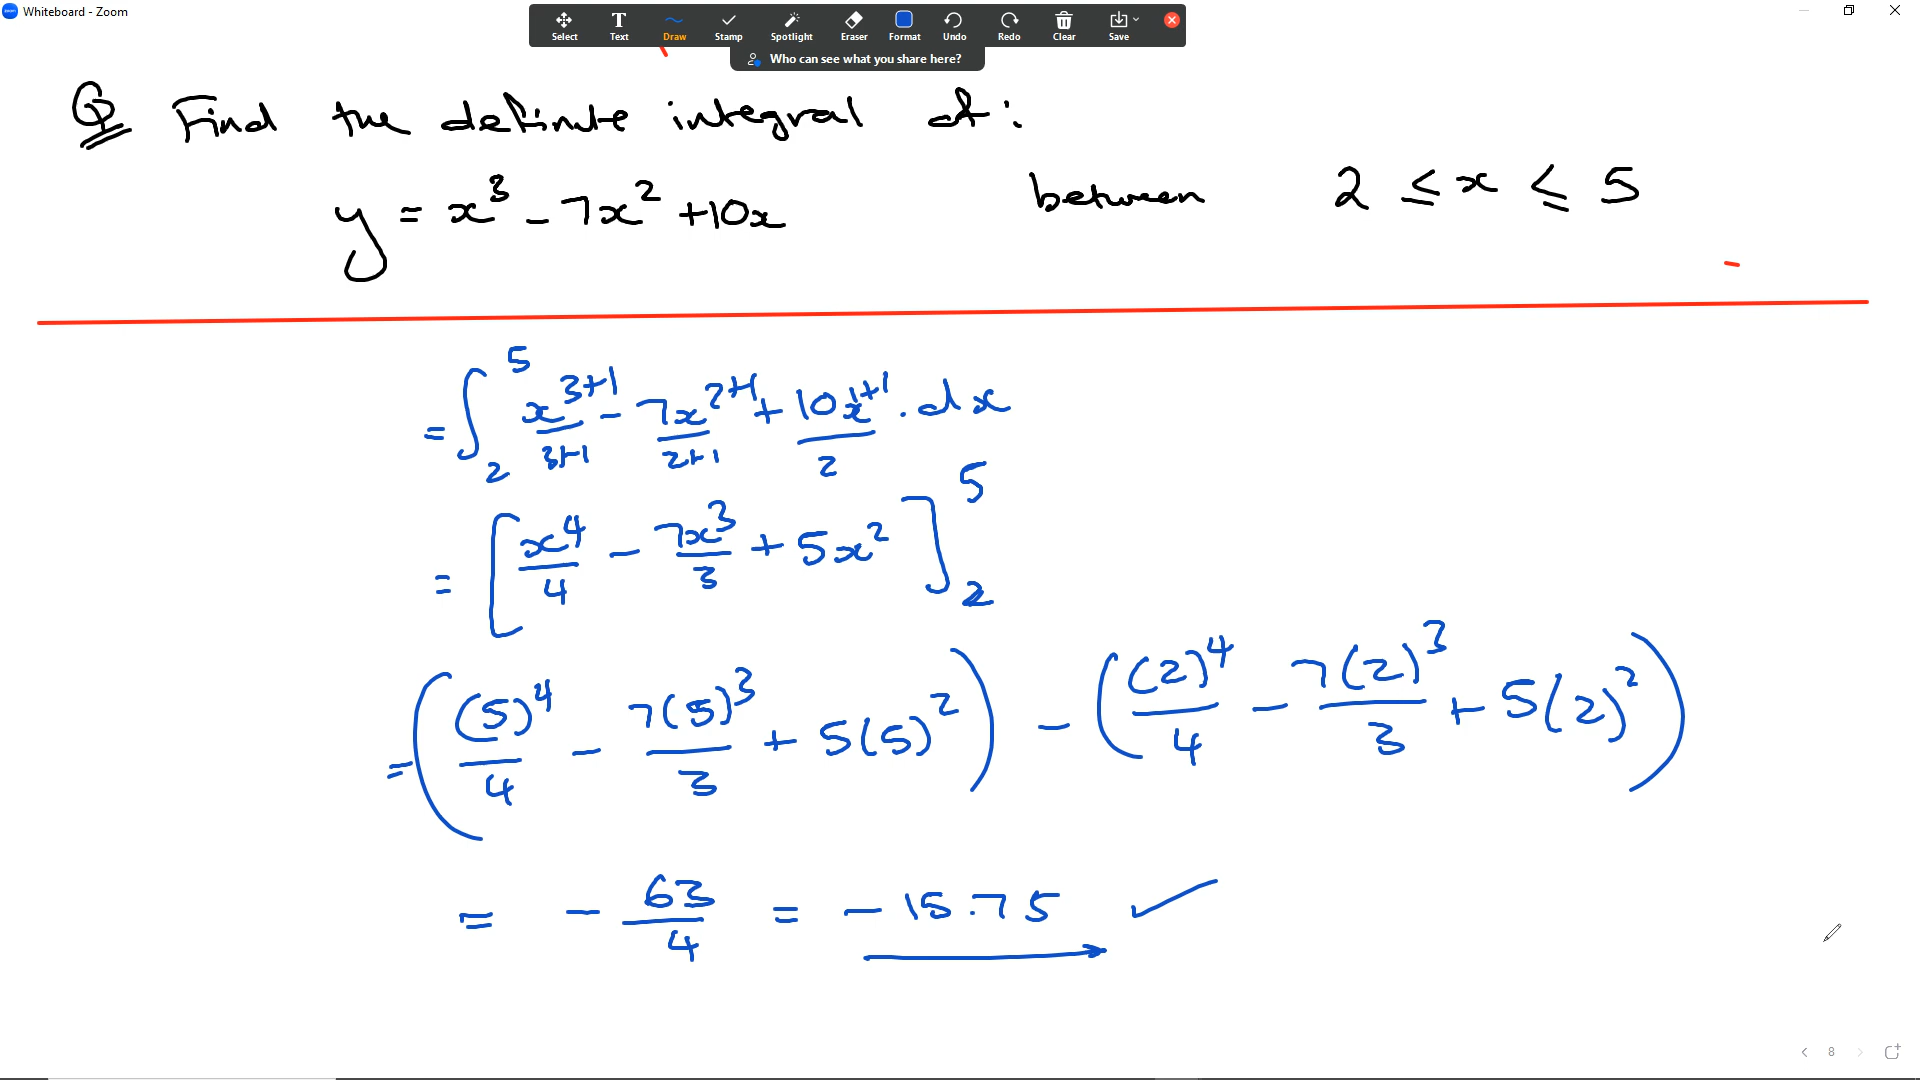 Whiteboard - Zoom
Select Text Draw Stamp Spotlight Eraser Format Undo Redo Clear Save
Who can see what you share here?
Q Find the definite integral of:
y = x³ - 7x² + 10x between 2 ≤ x ≤ 5
= ∫₂⁵ x³⁺¹/3+1 - 7x²⁺¹/2+1 + 10x¹⁺¹/2 . dx
= [x⁴/4 - 7x³/3 + 5x²]₂⁵
= ((5)⁴/4 - 7(5)³/3 + 5(5)²) - ((2)⁴/4 - 7(2)³/3 + 5(2)²)
= - 63/4 = - 15.75 ✓
8